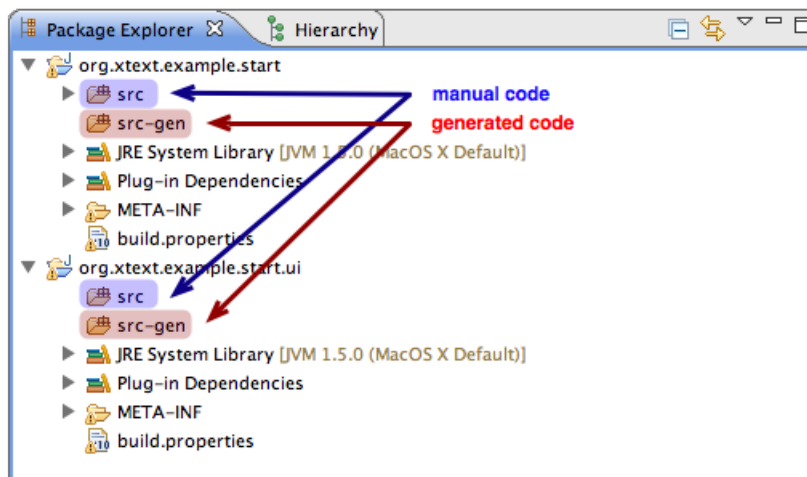 Package Explorer Hierarchy
org.xtext.example.start
src manual code
src-gen generated code
JRE System Library [JVM 1.5.0 (MacOS X Default)]
Plug-in Dependencies
META-INF
build.properties
org.xtext.example.start.ui
src
src-gen
JRE System Library [JVM 1.5.0 (MacOS X Default)]
Plug-in Dependencies
META-INF
build.properties